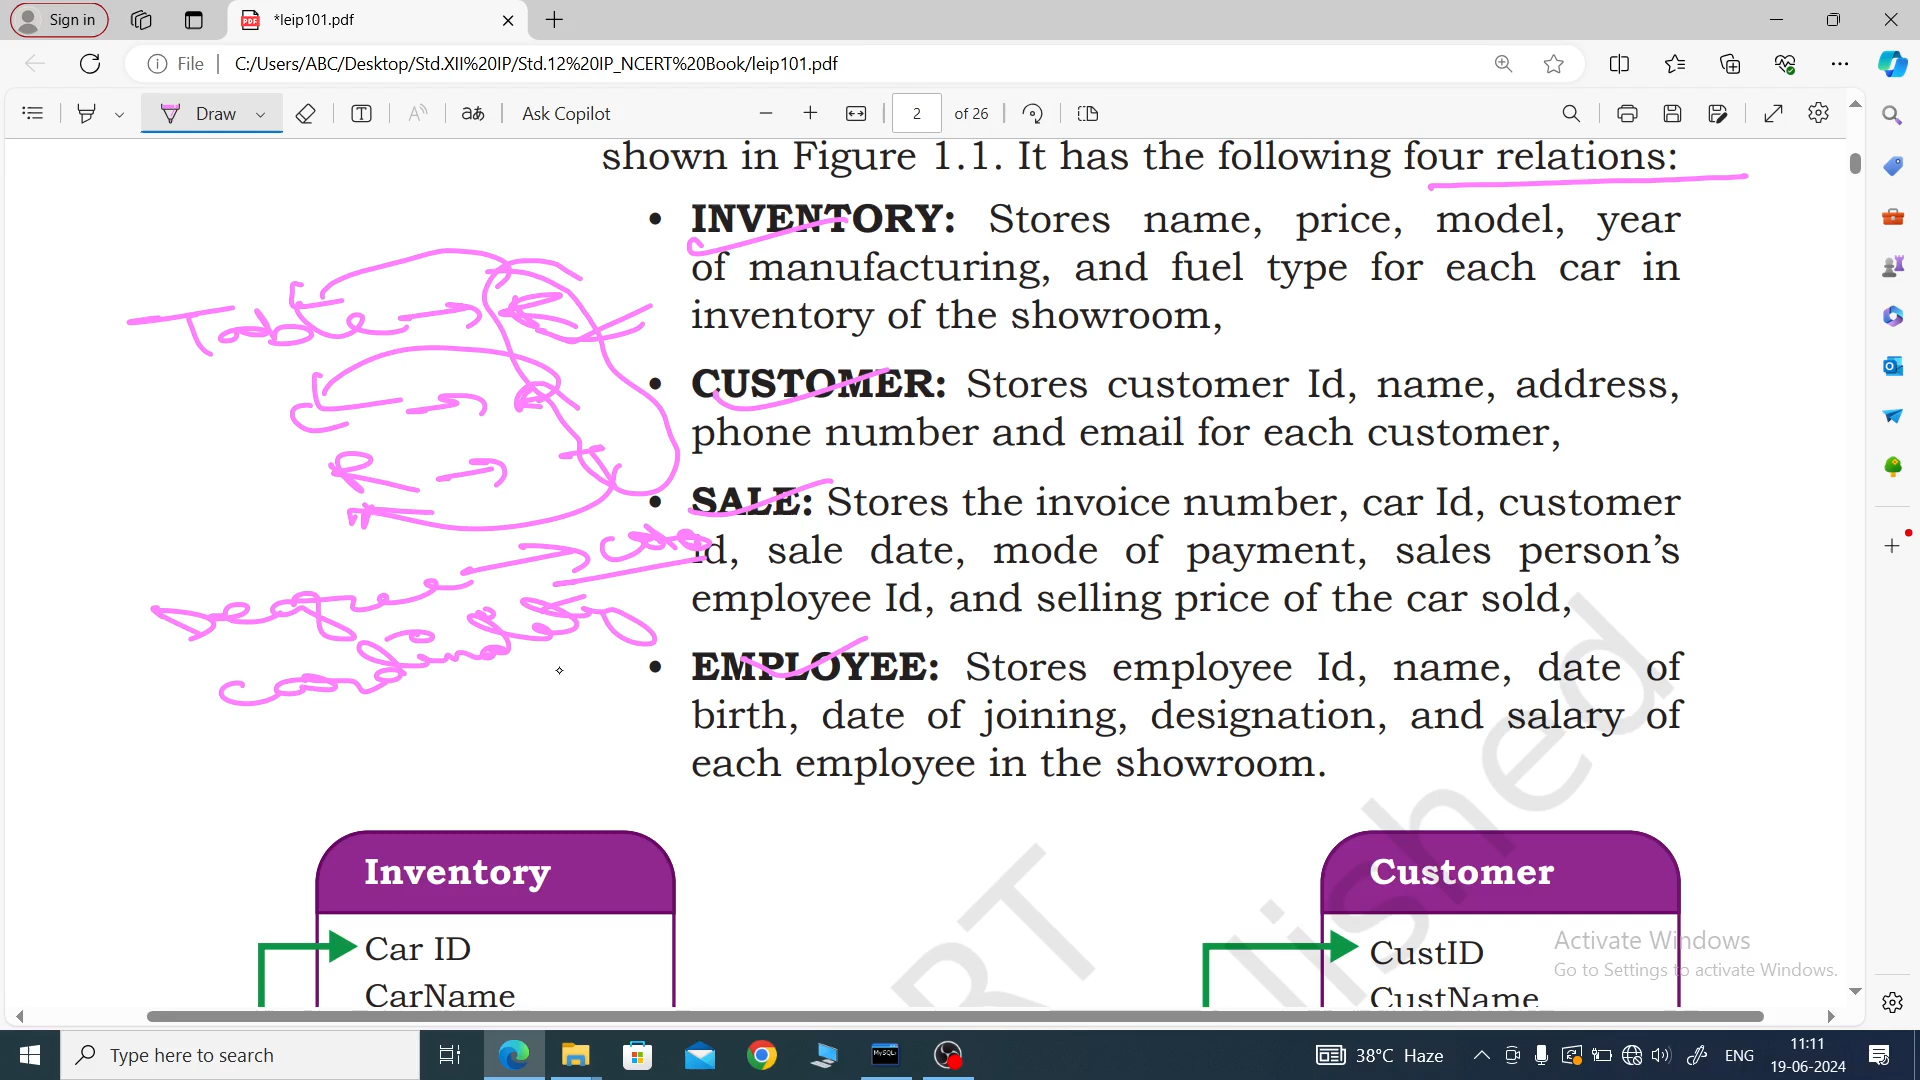 Sign in
*leip101.pdf
File
C:/Users/ABC/Desktop/Std.XII%20IP/Std.12%20IP_NCERT%20Book/leip101.pdf
Draw
aあ
Ask Copilot
2 of 26
shown in Figure 1.1. It has the following four relations:
• INVENTORY: Stores name, price, model, year
of manufacturing, and fuel type for each car in
inventory of the showroom,
Table
• CUSTOMER: Stores customer Id, name, address,
phone number and email for each customer,
• SALE: Stores the invoice number, car Id, customer
Id, sale date, mode of payment, sales person's
employee Id, and selling price of the car sold,
• EMPLOYEE: Stores employee Id, name, date of
birth, date of joining, designation, and salary of
each employee in the showroom.
Inventory
Customer
Car ID
CustID
CarName
CustName
RT
lished
Activate Windows
Go to Settings to activate Windows.
Type here to search
38°C Haze
ENG
11:11
19-06-2024